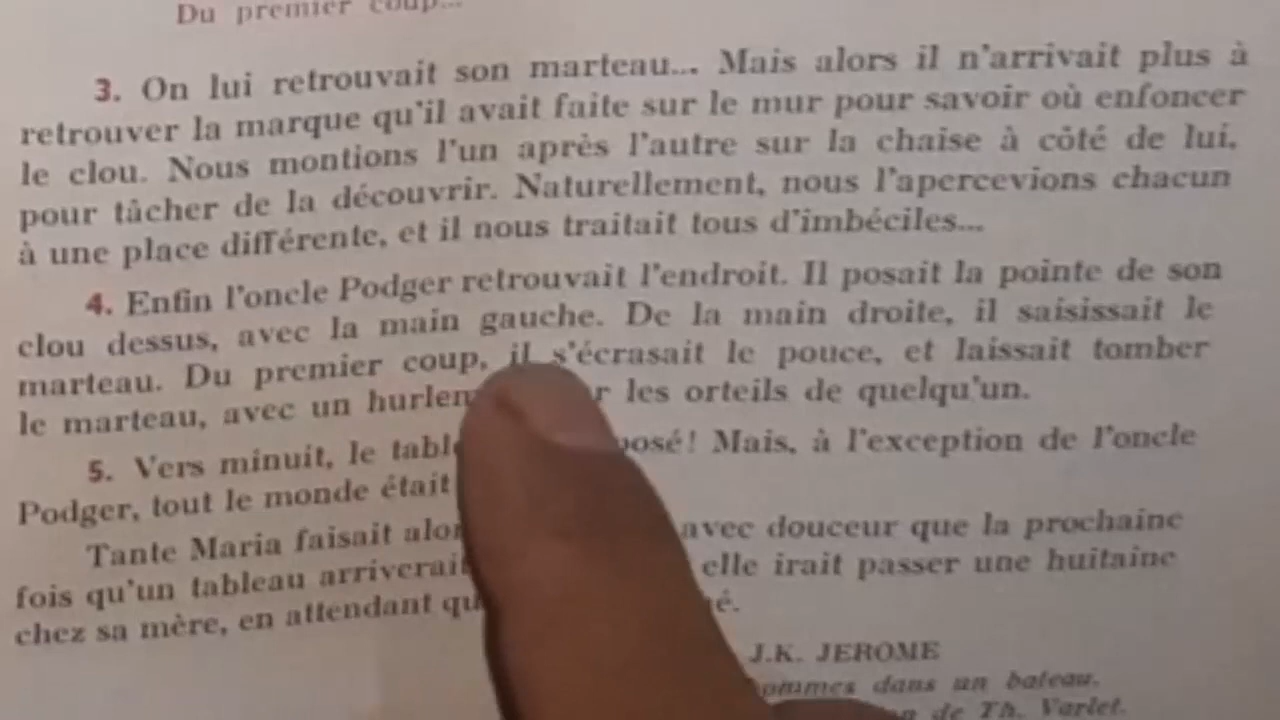 Du premier coup...
3. On lui retrouvait son marteau... Mais alors il n'arrivait plus à
retrouver la marque qu'il avait faite sur le mur pour savoir où enfoncer
le clou. Nous montions l'un après l'autre sur la chaise à côté de lui,
pour tâcher de la découvrir. Naturellement, nous l'apercevions chacun
à une place différente, et il nous traitait tous d'imbéciles...
4. Enfin l'oncle Podger retrouvait l'endroit. Il posait la pointe de son
clou dessus, avec la main gauche. De la main droite, il saisissait le
marteau. Du premier coup, il s'écrasait le pouce, et laissait tomber
le marteau, avec un les orteils de quelqu'un.
5. Vers minuit, le Mais, à l'exception de l'oncle
Podger, tout le monde était
Tante Maria faisait avec douceur que la prochaine
fois qu'un tableau elle irait passer une huitaine
chez sa mère, en attendant
J.K. JEROME
dans un bateau.
de Th. Varlet.